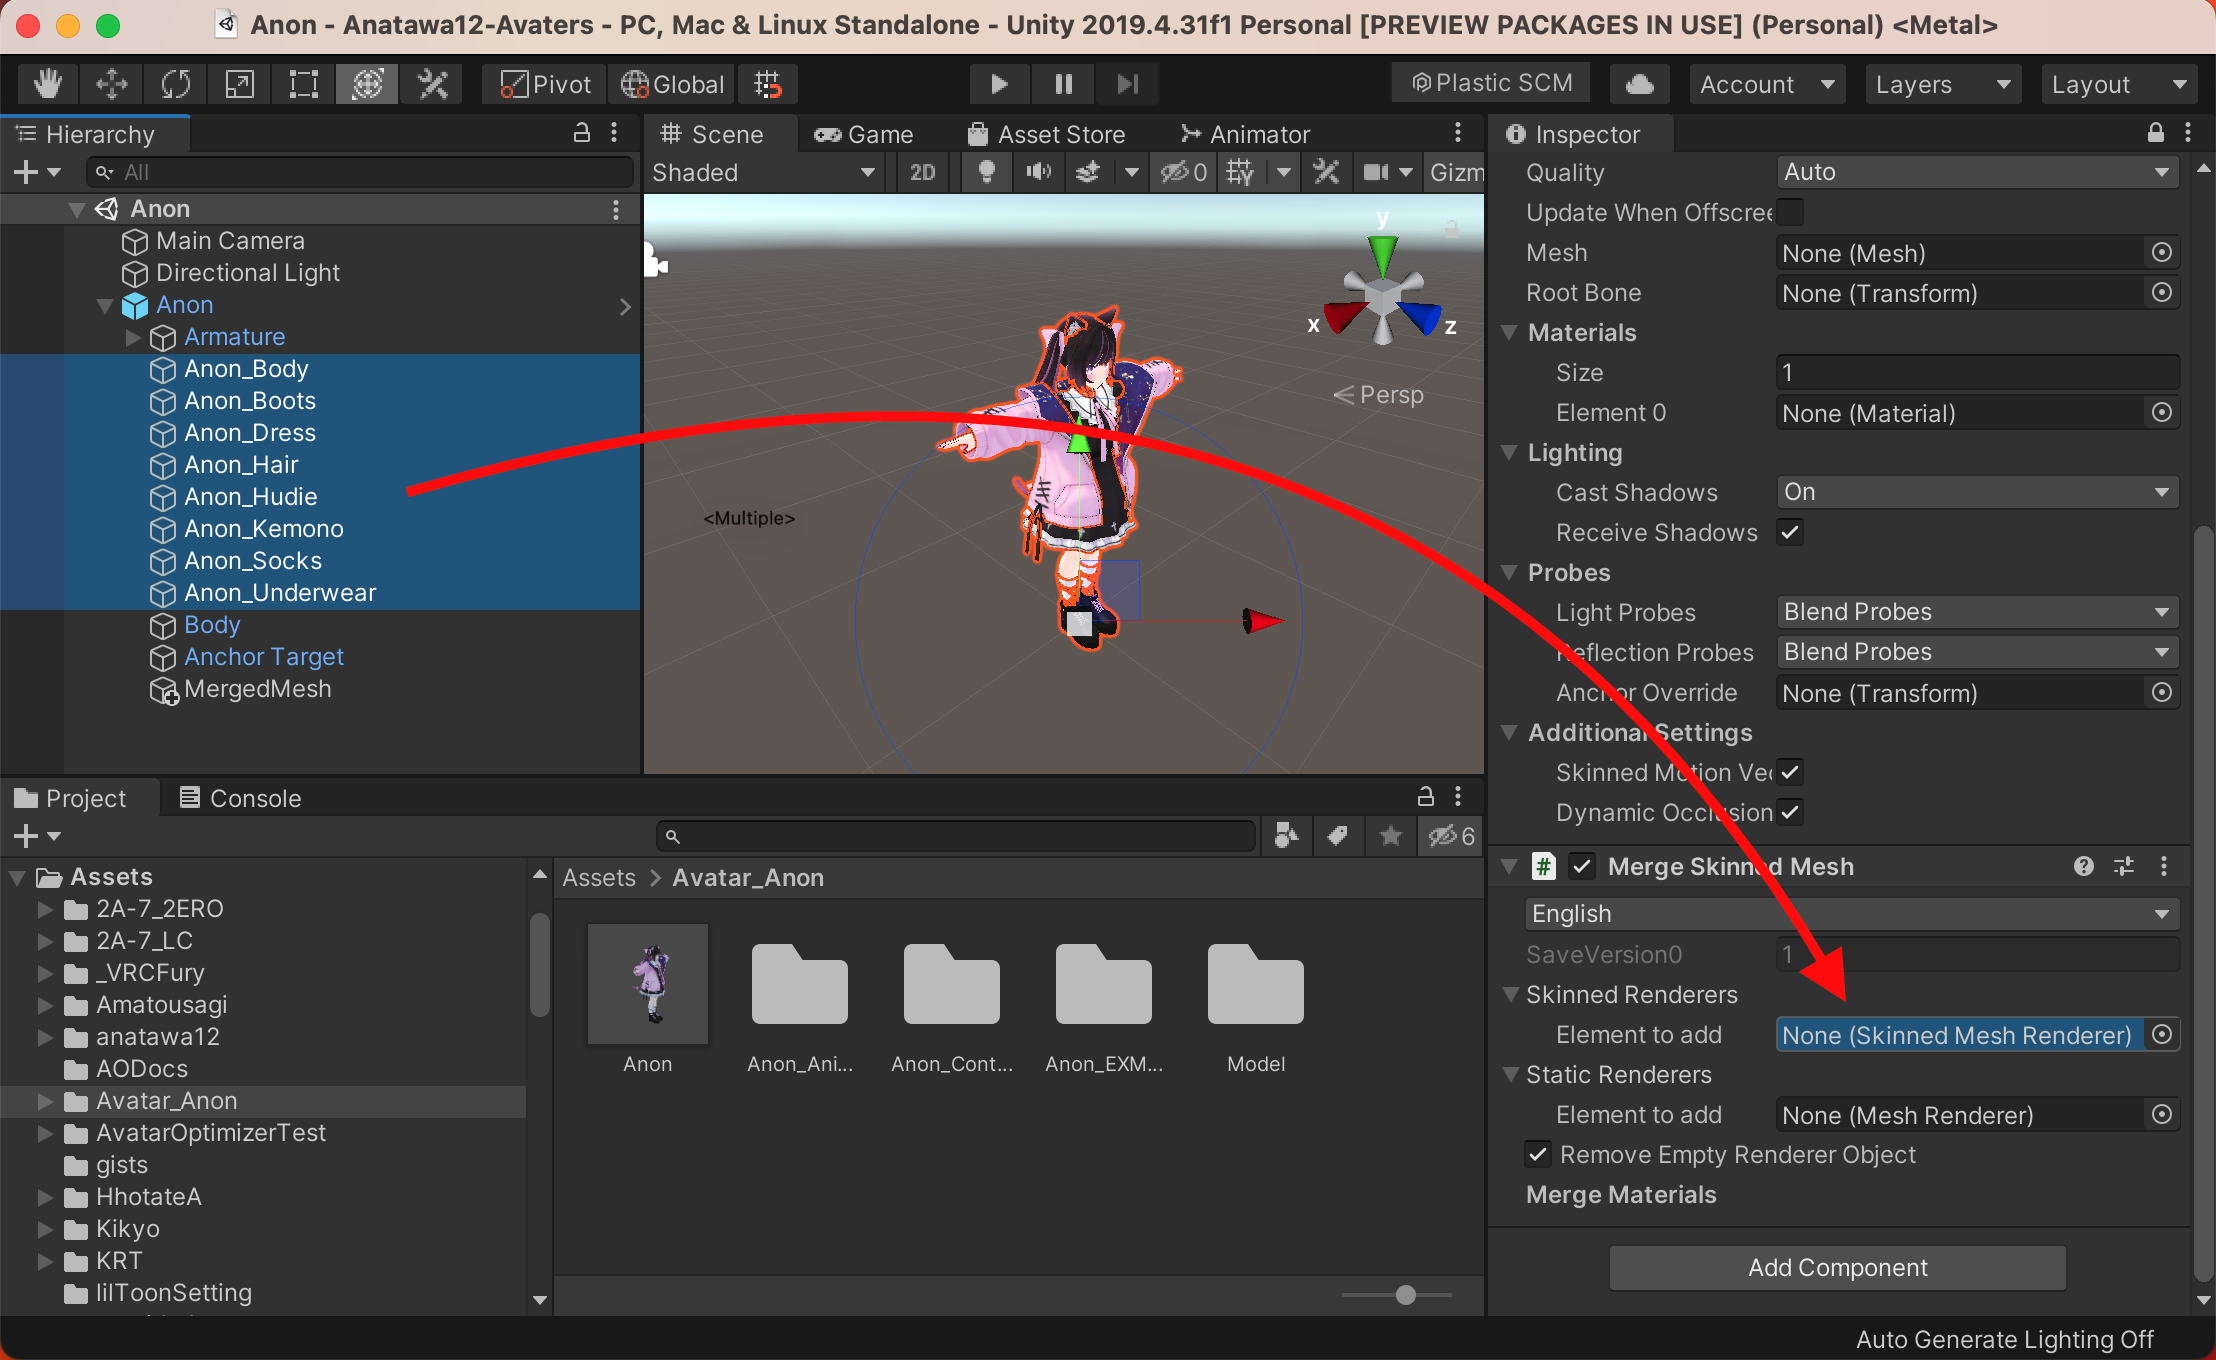 Anon - Anatawa12-Avaters - PC, Mac & Linux Standalone - Unity 2019.4.31f1 Personal [PREVIEW PACKAGES IN USE] (Personal) <Metal>
Pivot
Global
Plastic SCM
Account
Layers
Layout
Hierarchy
All
Anon
Main Camera
Directional Light
Anon
Armature
Anon_Body
Anon_Boots
Anon_Dress
Anon_Hair
Anon_Hudie
Anon_Kemono
Anon_Socks
Anon_Underwear
Body
Anchor Target
MergedMesh
Scene
Game
Asset Store
Animator
Shaded
2D
0
Gizm
y
x
z
Persp
<Multiple>
Inspector
Quality
Auto
Update When Offscree
Mesh
None (Mesh)
Root Bone
None (Transform)
Materials
Size
1
Element 0
None (Material)
Lighting
Cast Shadows
On
Receive Shadows
Probes
Light Probes
Blend Probes
Reflection Probes
Blend Probes
Anchor Override
None (Transform)
Additional Settings
Skinned Motion Vec
Dynamic Occlusion
Merge Skinned Mesh
English
SaveVersion0
1
Skinned Renderers
Element to add
None (Skinned Mesh Renderer)
Static Renderers
Element to add
None (Mesh Renderer)
Remove Empty Renderer Object
Merge Materials
Add Component
Project
Console
6
Assets
2A-7_2ERO
2A-7_LC
_VRCFury
Amatousagi
anatawa12
AODocs
Avatar_Anon
AvatarOptimizerTest
gists
HhotateA
Kikyo
KRT
lilToonSetting
Assets > Avatar_Anon
Anon
Anon_Ani...
Anon_Cont...
Anon_EXM...
Model
Auto Generate Lighting Off